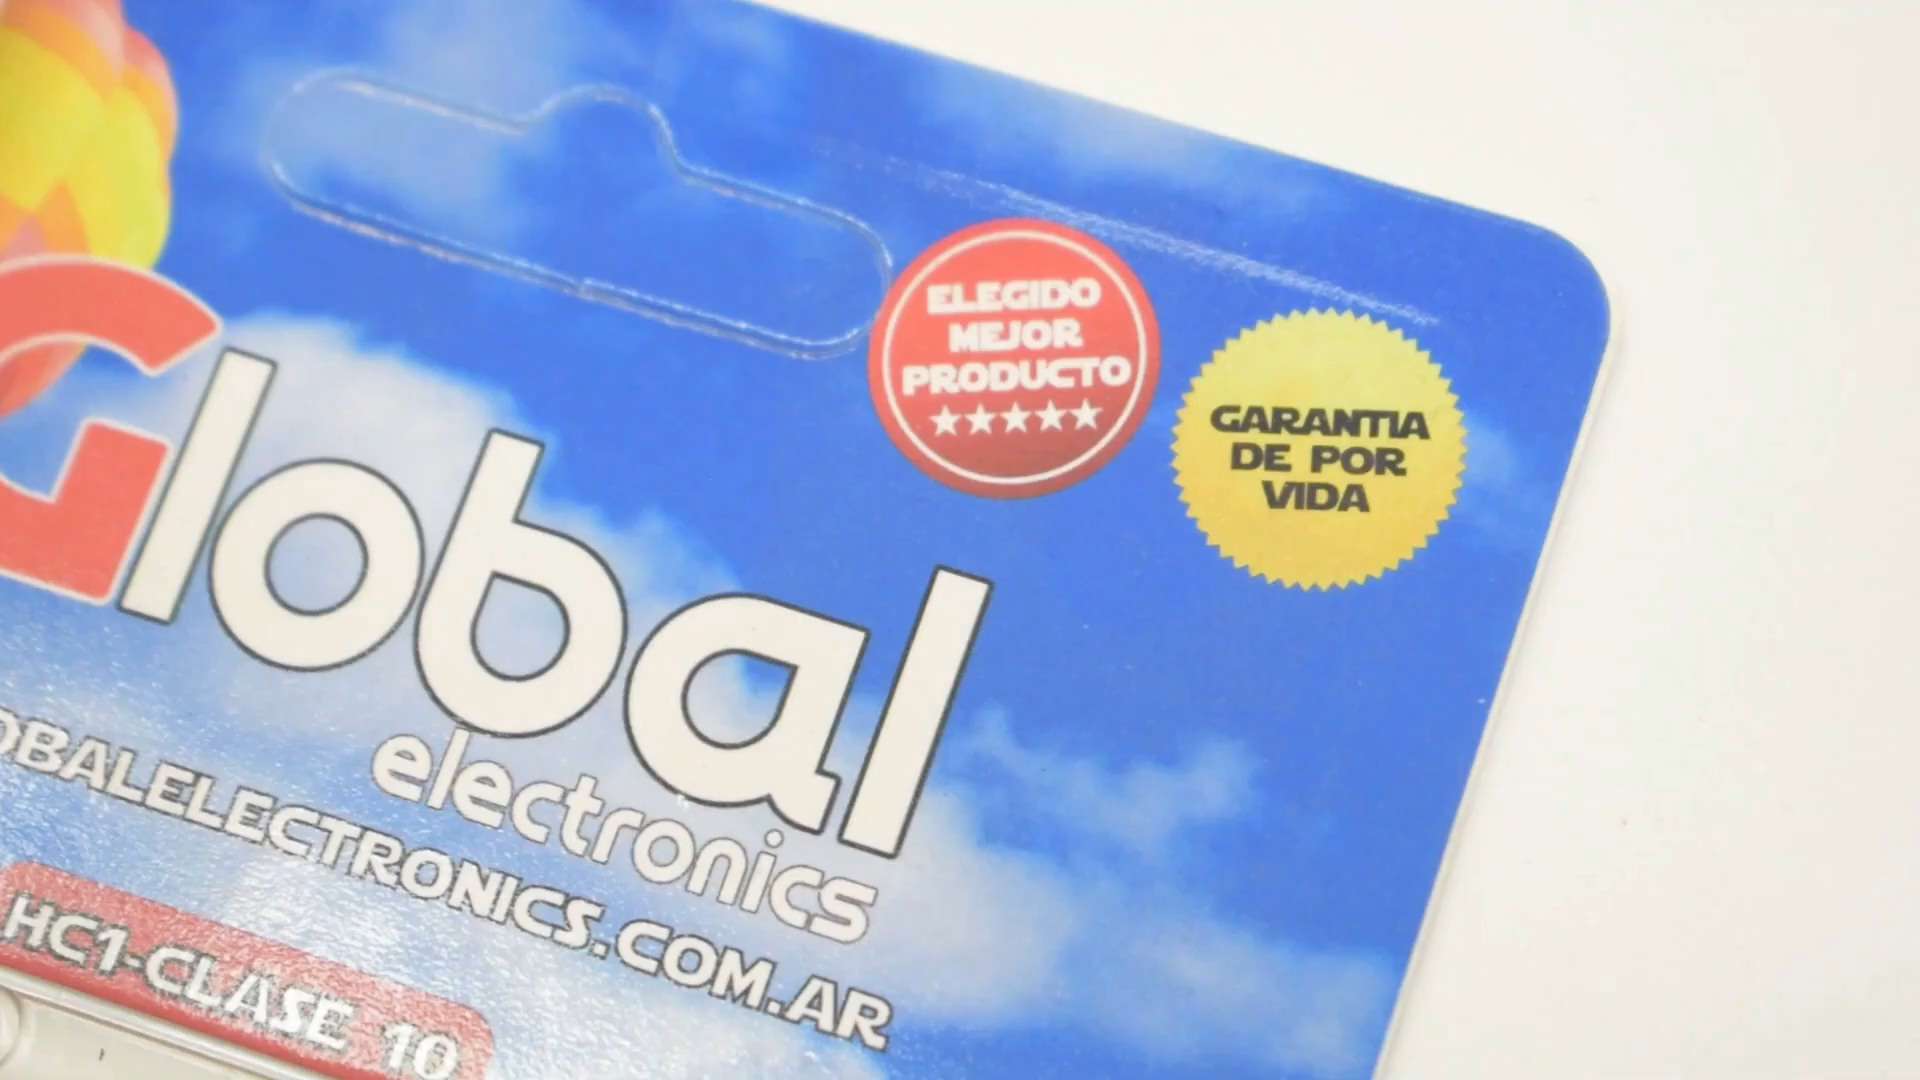 ELEGIDO
MEJOR
PRODUCTO
GARANTIA
DE POR
VIDA
Global
electronics
OBALELECTRONICS.COM.AR
HC1-CLASE 10